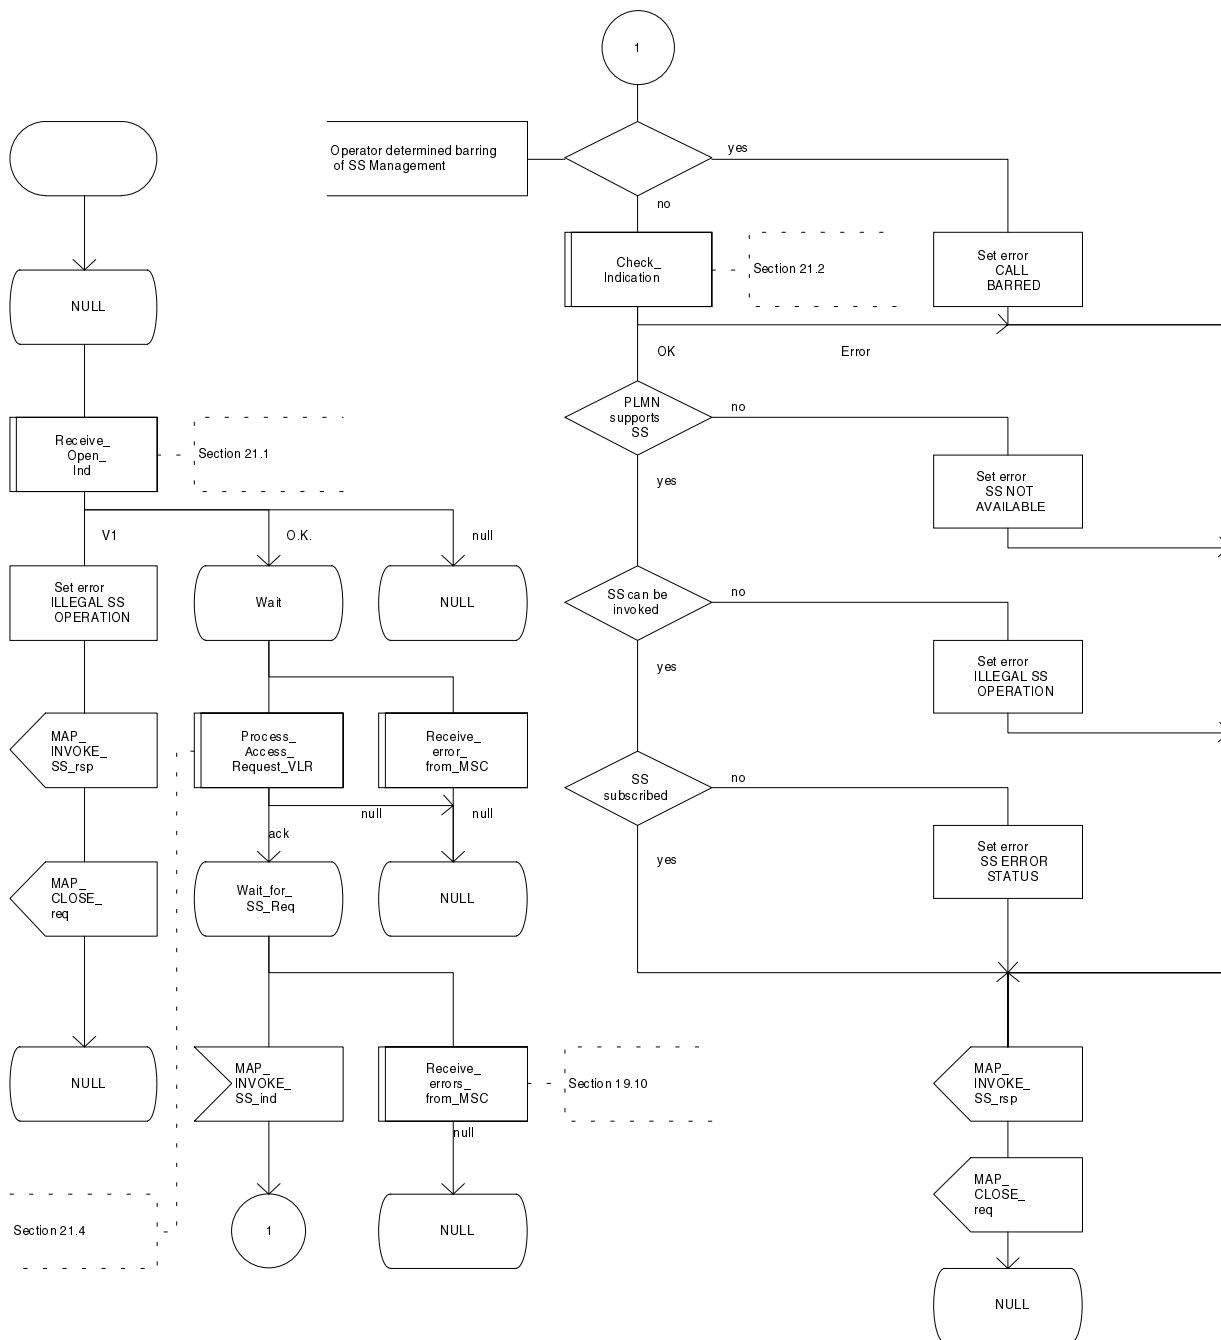 1
Operator determined barring
of SS Management
yes
no
Check_
Indication
Section 21.2
Set error
CALL
BARRED
NULL
OK
Error
PLMN
supports
SS
no
yes
Receive_
Open_
Ind
Section 21.1
Set error
SS NOT
AVAILABLE
V1
O.K.
null
Set error
ILLEGAL SS
OPERATION
Wait
NULL
SS can be
invoked
no
yes
Set error
ILLEGAL SS
OPERATION
MAP_
INVOKE_
SS_rsp
Process_
Access_
Request_VLR
Receive_
error_
from_MSC
SS
subscribed
no
yes
null
null
ack
Set error
SS ERROR
STATUS
MAP_
CLOSE_
req
Wait_for_
SS_Req
NULL
NULL
MAP_
INVOKE_
SS_ind
Receive_
errors_
from_MSC
Section 19.10
null
MAP_
INVOKE_
SS_rsp
Section 21.4
1
NULL
MAP_
CLOSE_
req
NULL